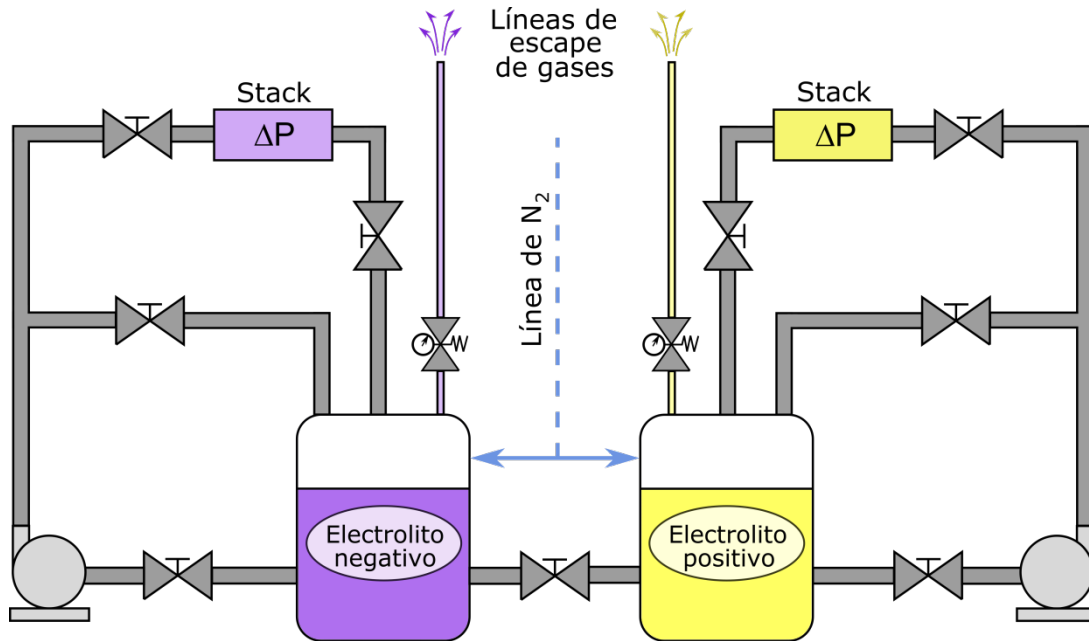 Líneas de
escape
de gases
Stack
ΔP
Stack
ΔP
Línea de N₂
Electrolito
negativo
Electrolito
positivo